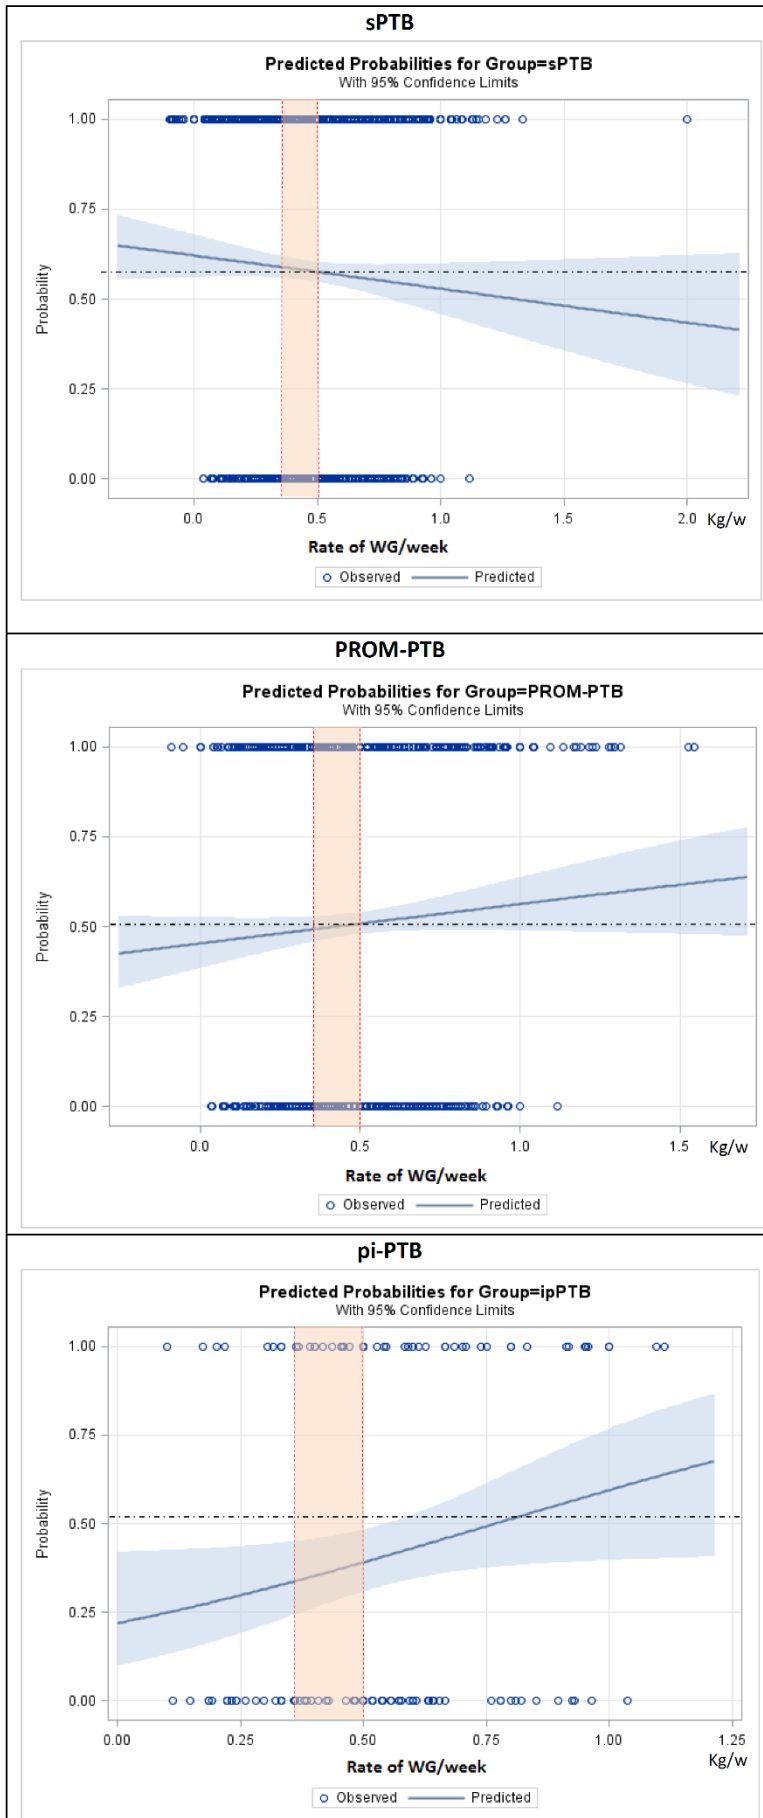 sPTB
Predicted Probabilities for Group=sPTB
With 95% Confidence Limits
1.00
0.75
0.50
0.25
0.00
Probability
0.0 0.5 1.0 1.5 2.0 Kg/w
Rate of WG/week
Observed Predicted
PROM-PTB
Predicted Probabilities for Group=PROM-PTB
With 95% Confidence Limits
1.00
0.75
0.50
0.25
0.00
Probability
0.0 0.5 1.0 1.5 Kg/w
Rate of WG/week
Observed Predicted
pi-PTB
Predicted Probabilities for Group=ipPTB
With 95% Confidence Limits
1.00
0.75
0.50
0.25
0.00
Probability
0.00 0.25 0.50 0.75 1.00 1.25
Kg/w
Rate of WG/week
Observed Predicted